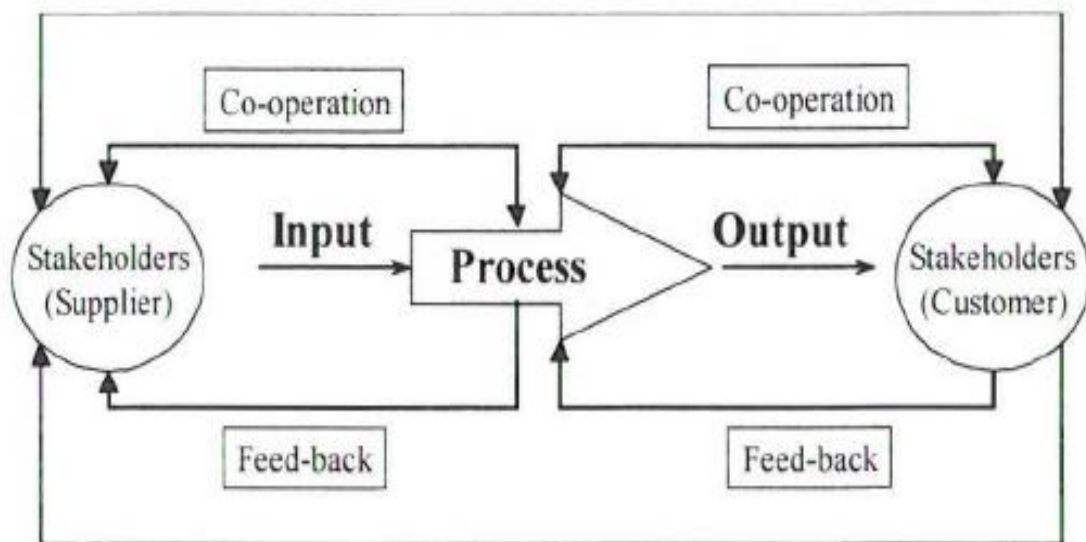 Co-operation
Co-operation
Stakeholders
(Supplier)
Input
Process
Output
Stakeholders
(Customer)
Feed-back
Feed-back